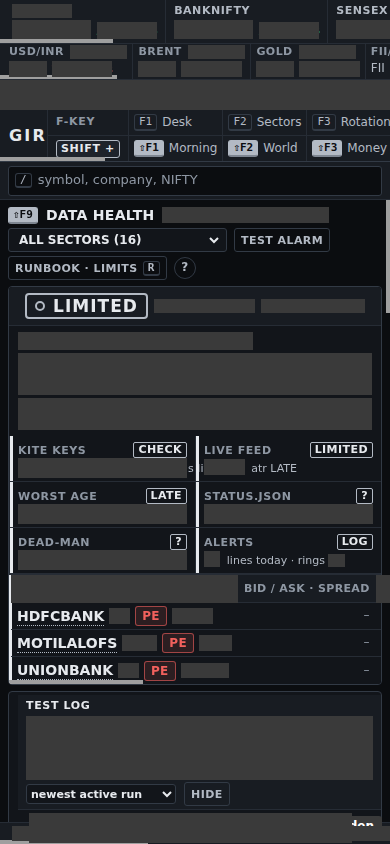 BANKNIFTY SENSEX
USD/INR BRENT GOLD FII/
FII
GIR F-KEY F1 Desk F2 Sectors F3 Rotation
SHIFT + ⇧F1 Morning ⇧F2 World ⇧F3 Money
/ symbol, company, NIFTY
⇧F9 DATA HEALTH
ALL SECTORS (16) TEST ALARM
RUNBOOK · LIMITS R ?
LIMITED
KITE KEYS CHECK LIVE FEED LIMITED
atr LATE
WORST AGE LATE STATUS.JSON ?
DEAD-MAN ? ALERTS LOG
lines today · rings
BID / ASK · SPREAD
HDFCBANK PE –
MOTILALOFS PE –
UNIONBANK PE –
TEST LOG
newest active run HIDE